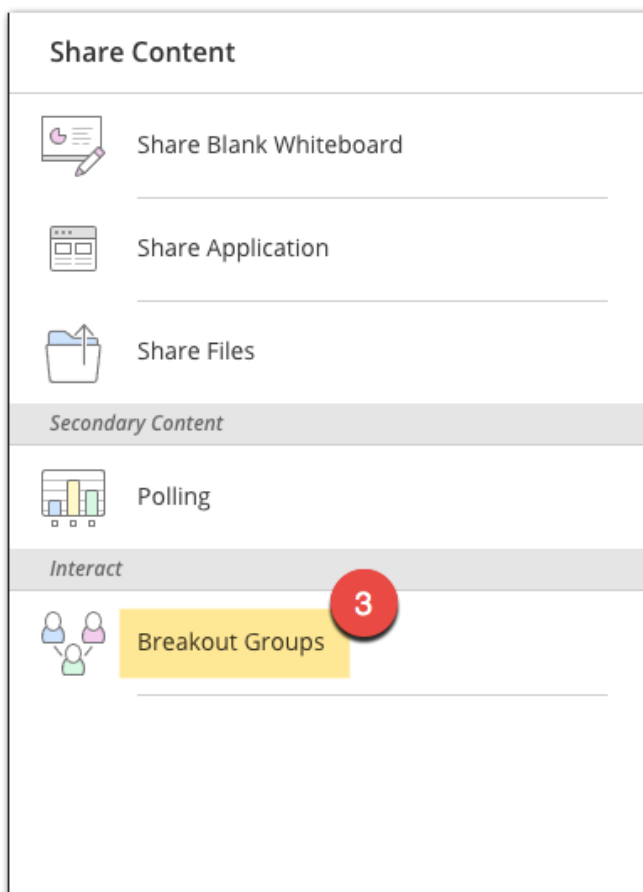 Share Content
Share Blank Whiteboard
Share Application
Share Files
Secondary Content
Polling
Interact
3
Breakout Groups